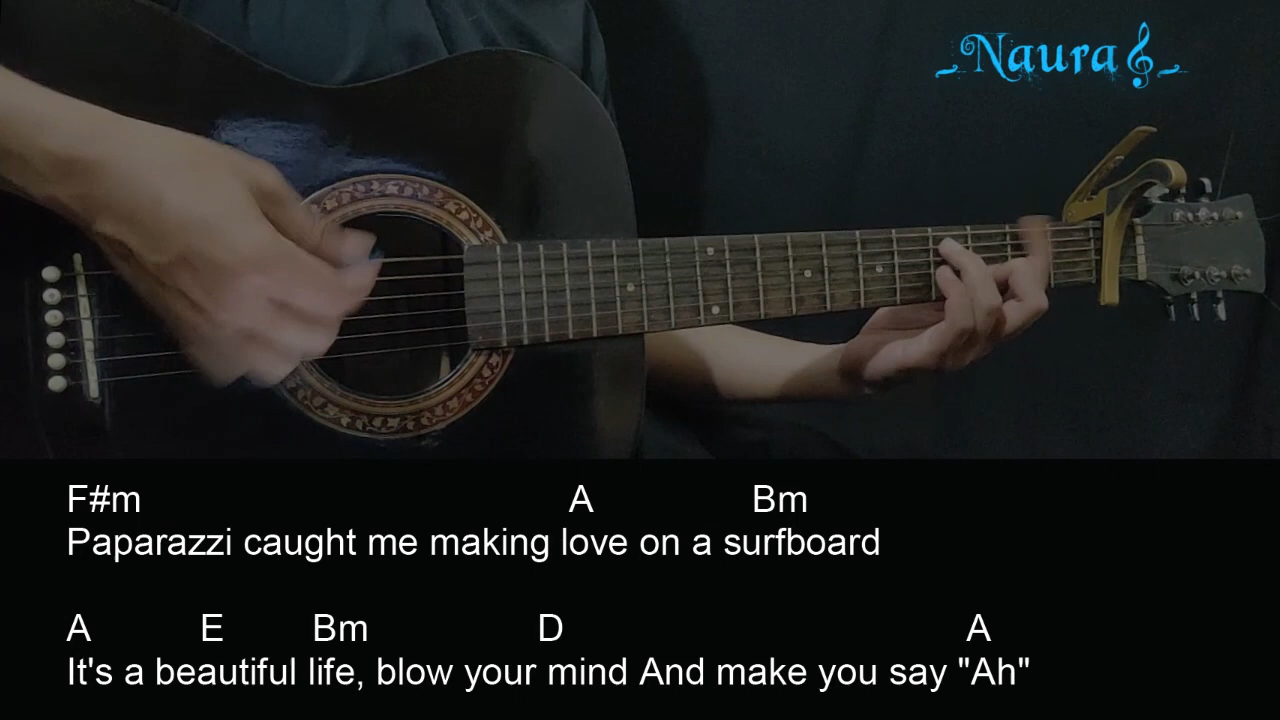 Naura
F#m A Bm
Paparazzi caught me making love on a surfboard
A E Bm D A
It's a beautiful life, blow your mind And make you say "Ah"